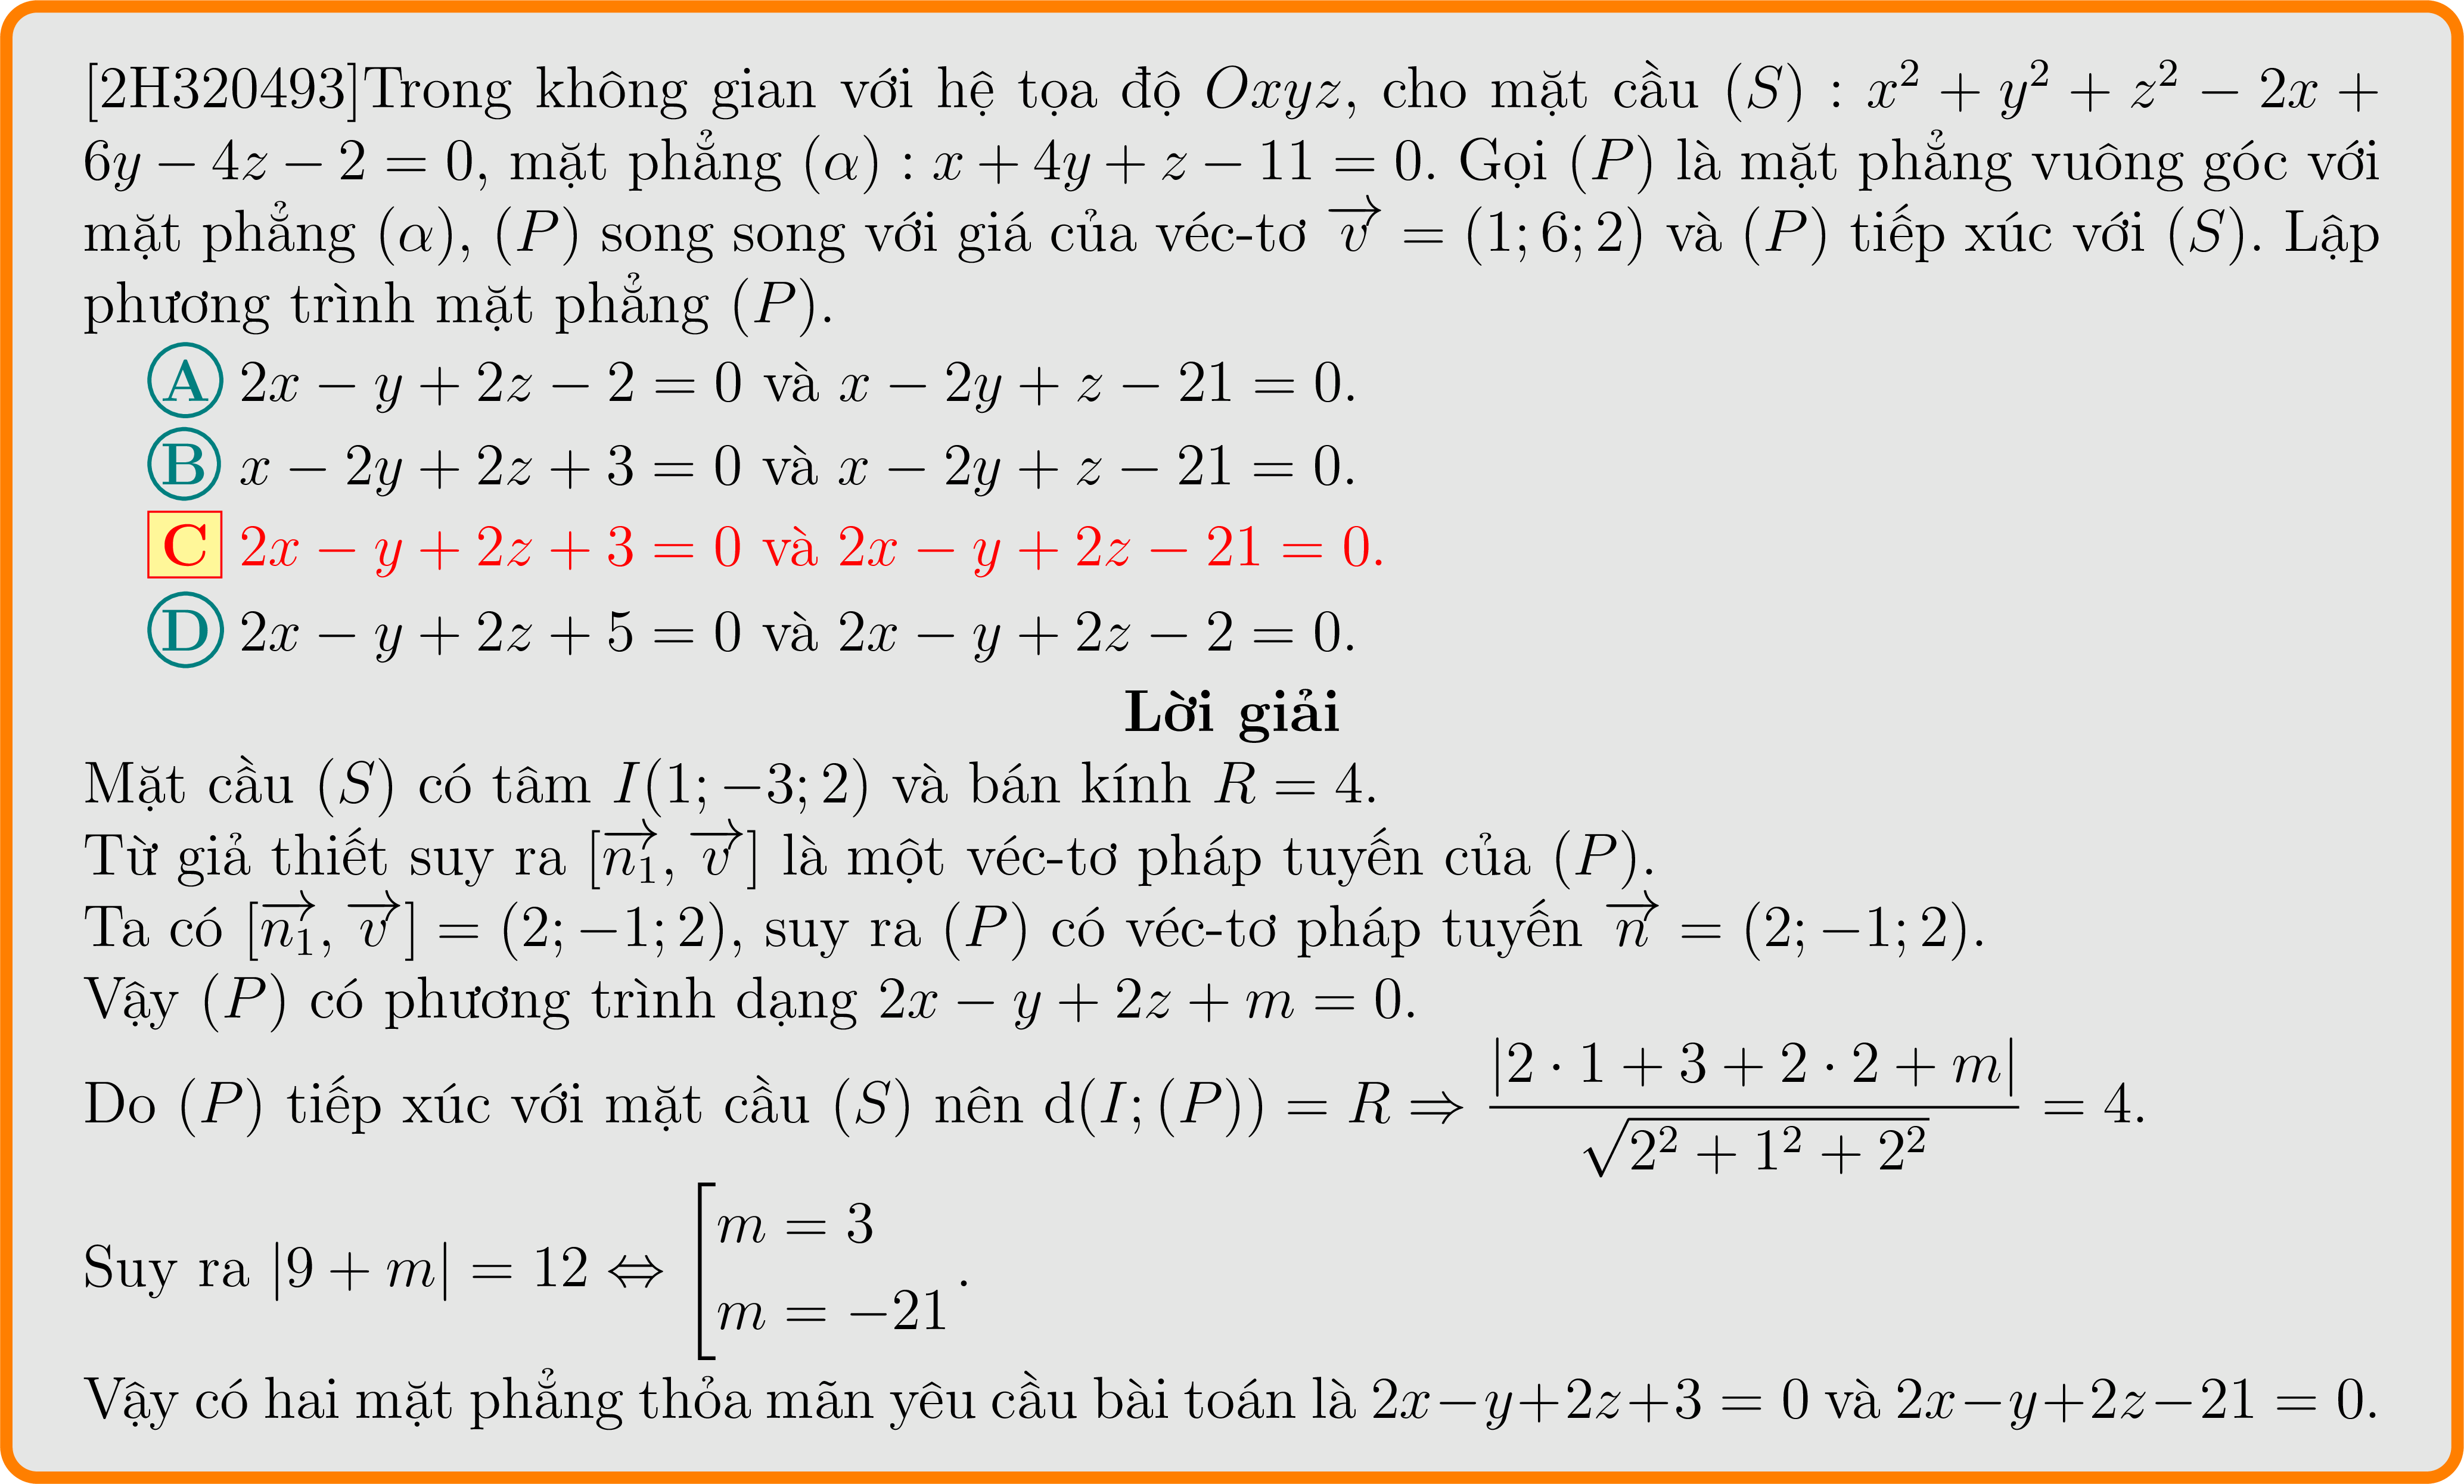 [2H320493]Trong không gian với hệ tọa độ Oxyz, cho mặt cầu (S) : x² + y² + z² − 2x +
6y − 4z − 2 = 0, mặt phẳng (α) : x + 4y + z − 11 = 0. Gọi (P) là mặt phẳng vuông góc với
mặt phẳng (α), (P) song song với giá của véc-tơ $\overrightarrow{v}$ = (1; 6; 2) và (P) tiếp xúc với (S). Lập
phương trình mặt phẳng (P).
A 2x − y + 2z − 2 = 0 và x − 2y + z − 21 = 0.
B x − 2y + 2z + 3 = 0 và x − 2y + z − 21 = 0.
C 2x − y + 2z + 3 = 0 và 2x − y + 2z − 21 = 0.
D 2x − y + 2z + 5 = 0 và 2x − y + 2z − 2 = 0.
Lời giải
Mặt cầu (S) có tâm I(1; −3; 2) và bán kính R = 4.
Từ giả thiết suy ra [$\overrightarrow{n_1}$, $\overrightarrow{v}$] là một véc-tơ pháp tuyến của (P).
Ta có [$\overrightarrow{n_1}$, $\overrightarrow{v}$] = (2; −1; 2), suy ra (P) có véc-tơ pháp tuyến $\overrightarrow{n}$ = (2; −1; 2).
Vậy (P) có phương trình dạng 2x − y + 2z + m = 0.
Do (P) tiếp xúc với mặt cầu (S) nên d(I; (P)) = R ⇒ $\frac{|2 \cdot 1 + 3 + 2 \cdot 2 + m|}{\sqrt{2^2 + 1^2 + 2^2}}$ = 4.
Suy ra |9 + m| = 12 ⇔ $\left[\begin{array}{l} m = 3 \\ m = -21 \end{array}\right.$.
Vậy có hai mặt phẳng thỏa mãn yêu cầu bài toán là 2x−y+2z+3 = 0 và 2x−y+2z−21 = 0.